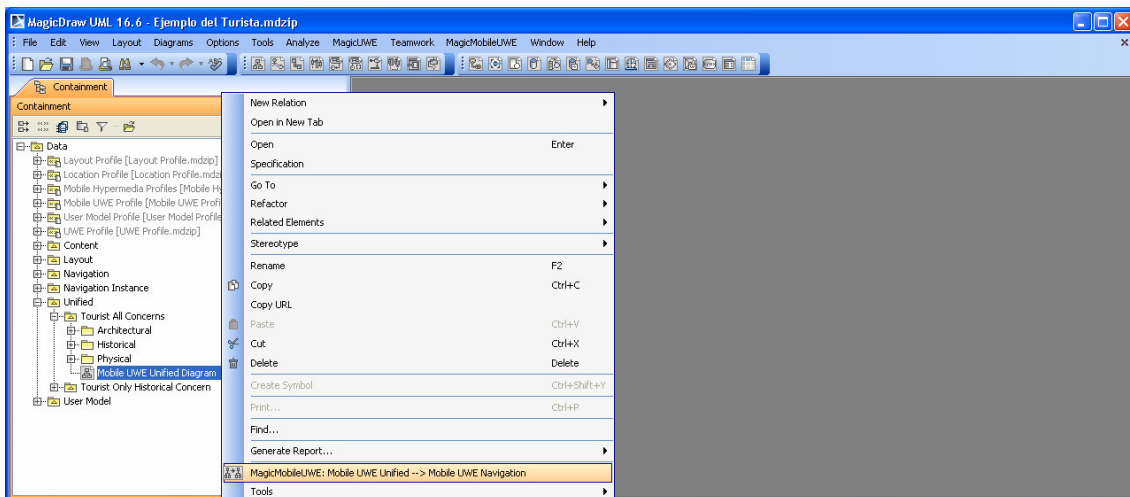 MagicDraw UML 16.6 - Ejemplo del Turista.mdzip
File Edit View Layout Diagrams Options Tools Analyze MagicUWE Teamwork MagicMobileUWE Window Help
Containment
Containment
Data
Layout Profile [Layout Profile.mdzip]
Location Profile [Location Profile.mdzi
Mobile Hypermedia Profiles [Mobile Hy
Mobile UWE Profile [Mobile UWE Profi
User Model Profile [User Model Profile
UWE Profile [UWE Profile.mdzip]
Content
Layout
Navigation
Navigation Instance
Unified
Tourist All Concerns
Architectural
Historical
Physical
Mobile UWE Unified Diagram
Tourist Only Historical Concern
User Model
New Relation
Open in New Tab
Open Enter
Specification
Go To
Refactor
Related Elements
Stereotype
Rename F2
Copy Ctrl+C
Copy URL
Paste Ctrl+V
Cut Ctrl+X
Delete Delete
Create Symbol Ctrl+Shift+Y
Print... Ctrl+P
Find...
Generate Report...
MagicMobileUWE: Mobile UWE Unified --> Mobile UWE Navigation
Tools